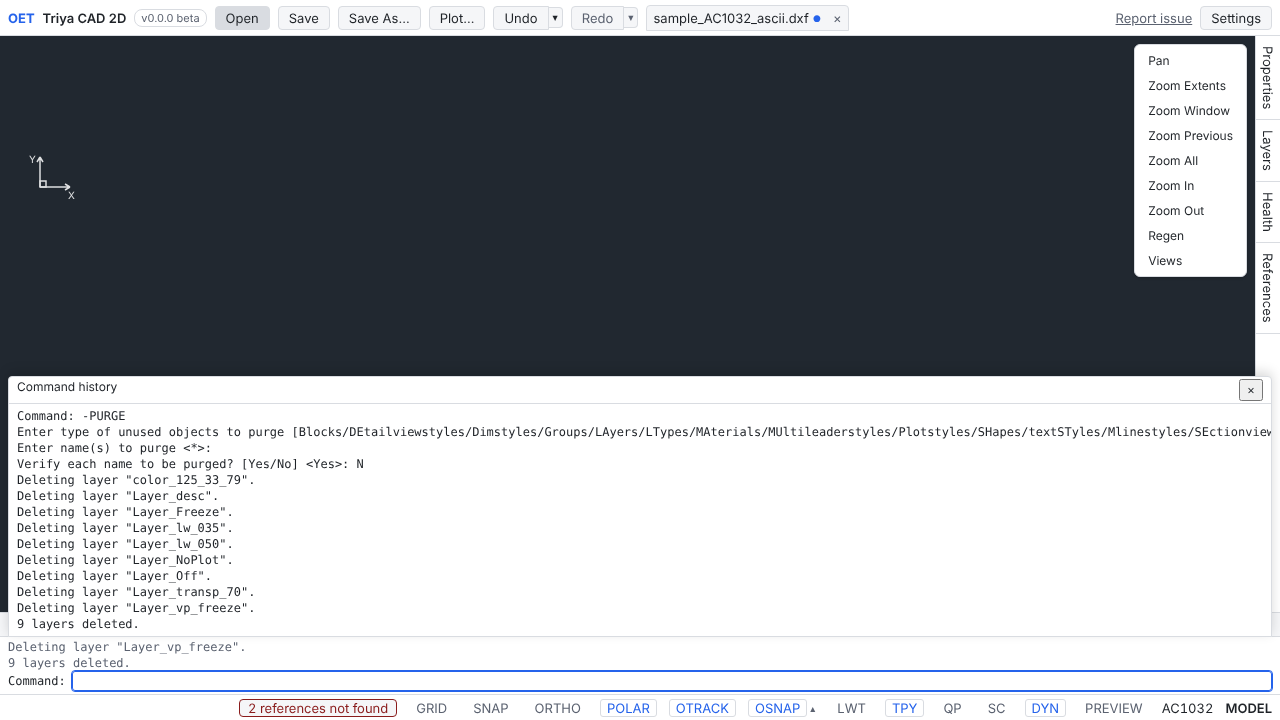 OET Triya CAD 2D v0.0.0 beta Open Save Save As... Plot... Undo ▾ Redo ▾ sample_AC1032_ascii.dxf × Report issue Settings
Pan
Zoom Extents
Zoom Window
Zoom Previous
Zoom All
Zoom In
Zoom Out
Regen
Views
Properties
Layers
Health
References
Y
X
Command history ×
Command: -PURGE
Enter type of unused objects to purge [Blocks/DEtailviewstyles/Dimstyles/Groups/LAyers/LTypes/MAterials/MUltileaderstyles/Plotstyles/SHapes/textSTyles/Mlinestyles/SEctionview
Enter name(s) to purge <*>:
Verify each name to be purged? [Yes/No] <Yes>: N
Deleting layer "color_125_33_79".
Deleting layer "Layer_desc".
Deleting layer "Layer_Freeze".
Deleting layer "Layer_lw_035".
Deleting layer "Layer_lw_050".
Deleting layer "Layer_NoPlot".
Deleting layer "Layer_Off".
Deleting layer "Layer_transp_70".
Deleting layer "Layer_vp_freeze".
9 layers deleted.
Deleting layer "Layer_vp_freeze".
9 layers deleted.
Command:
2 references not found GRID SNAP ORTHO POLAR OTRACK OSNAP ▴ LWT TPY QP SC DYN PREVIEW AC1032 MODEL